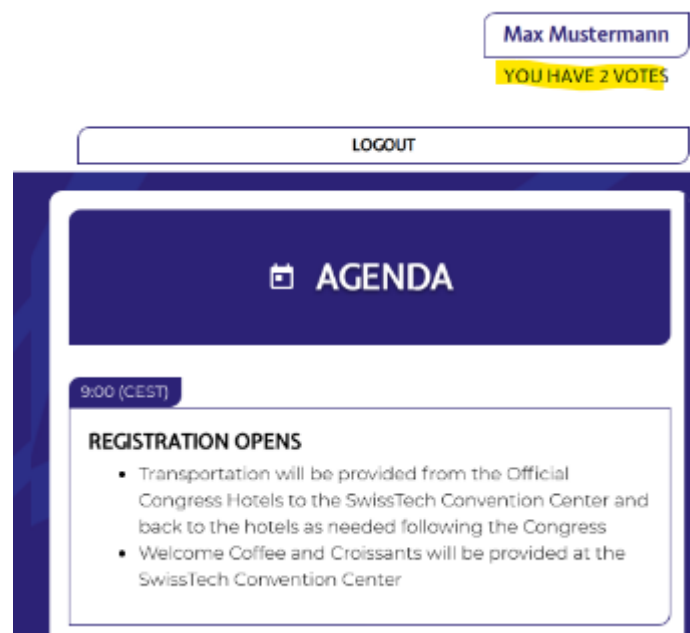 Max Mustermann
YOU HAVE 2 VOTES
LOGOUT
AGENDA
9:00 (CEST)
REGISTRATION OPENS
• Transportation will be provided from the Official
Congress Hotels to the SwissTech Convention Center and
back to the hotels as needed following the Congress
• Welcome Coffee and Croissants will be provided at the
SwissTech Convention Center